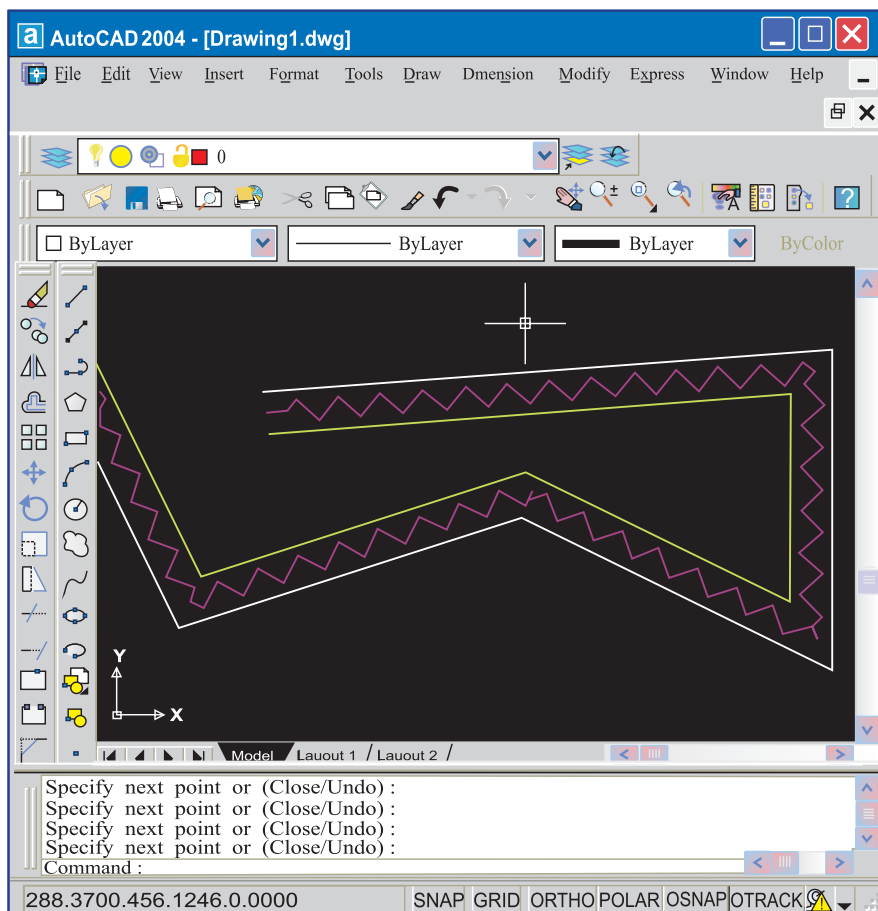 a AutoCAD 2004 - [Drawing1.dwg]
File Edit View Insert Format Tools Draw Dmension Modify Express Window Help
0
ByLayer ByLayer ByLayer ByColor
Y
X
Model Lauout 1 Lauout 2
Specify next point or (Close/Undo) :
Specify next point or (Close/Undo) :
Specify next point or (Close/Undo) :
Specify next point or (Close/Undo) :
Command :
288.3700.456.1246.0.0000 SNAP GRID ORTHO POLAR OSNAP OTRACK